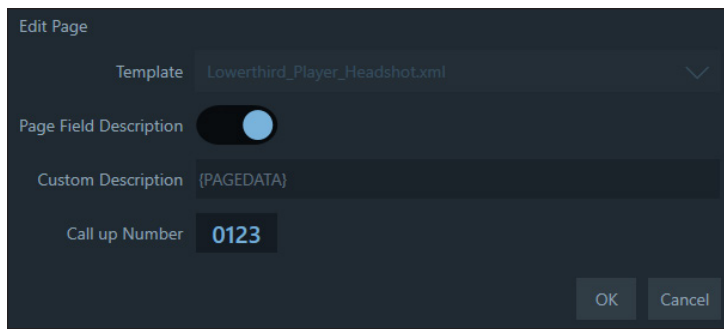 Edit Page
Template Lowerthird_Player_Headshot.xml
Page Field Description
Custom Description {PAGEDATA}
Call up Number 0123
OK Cancel